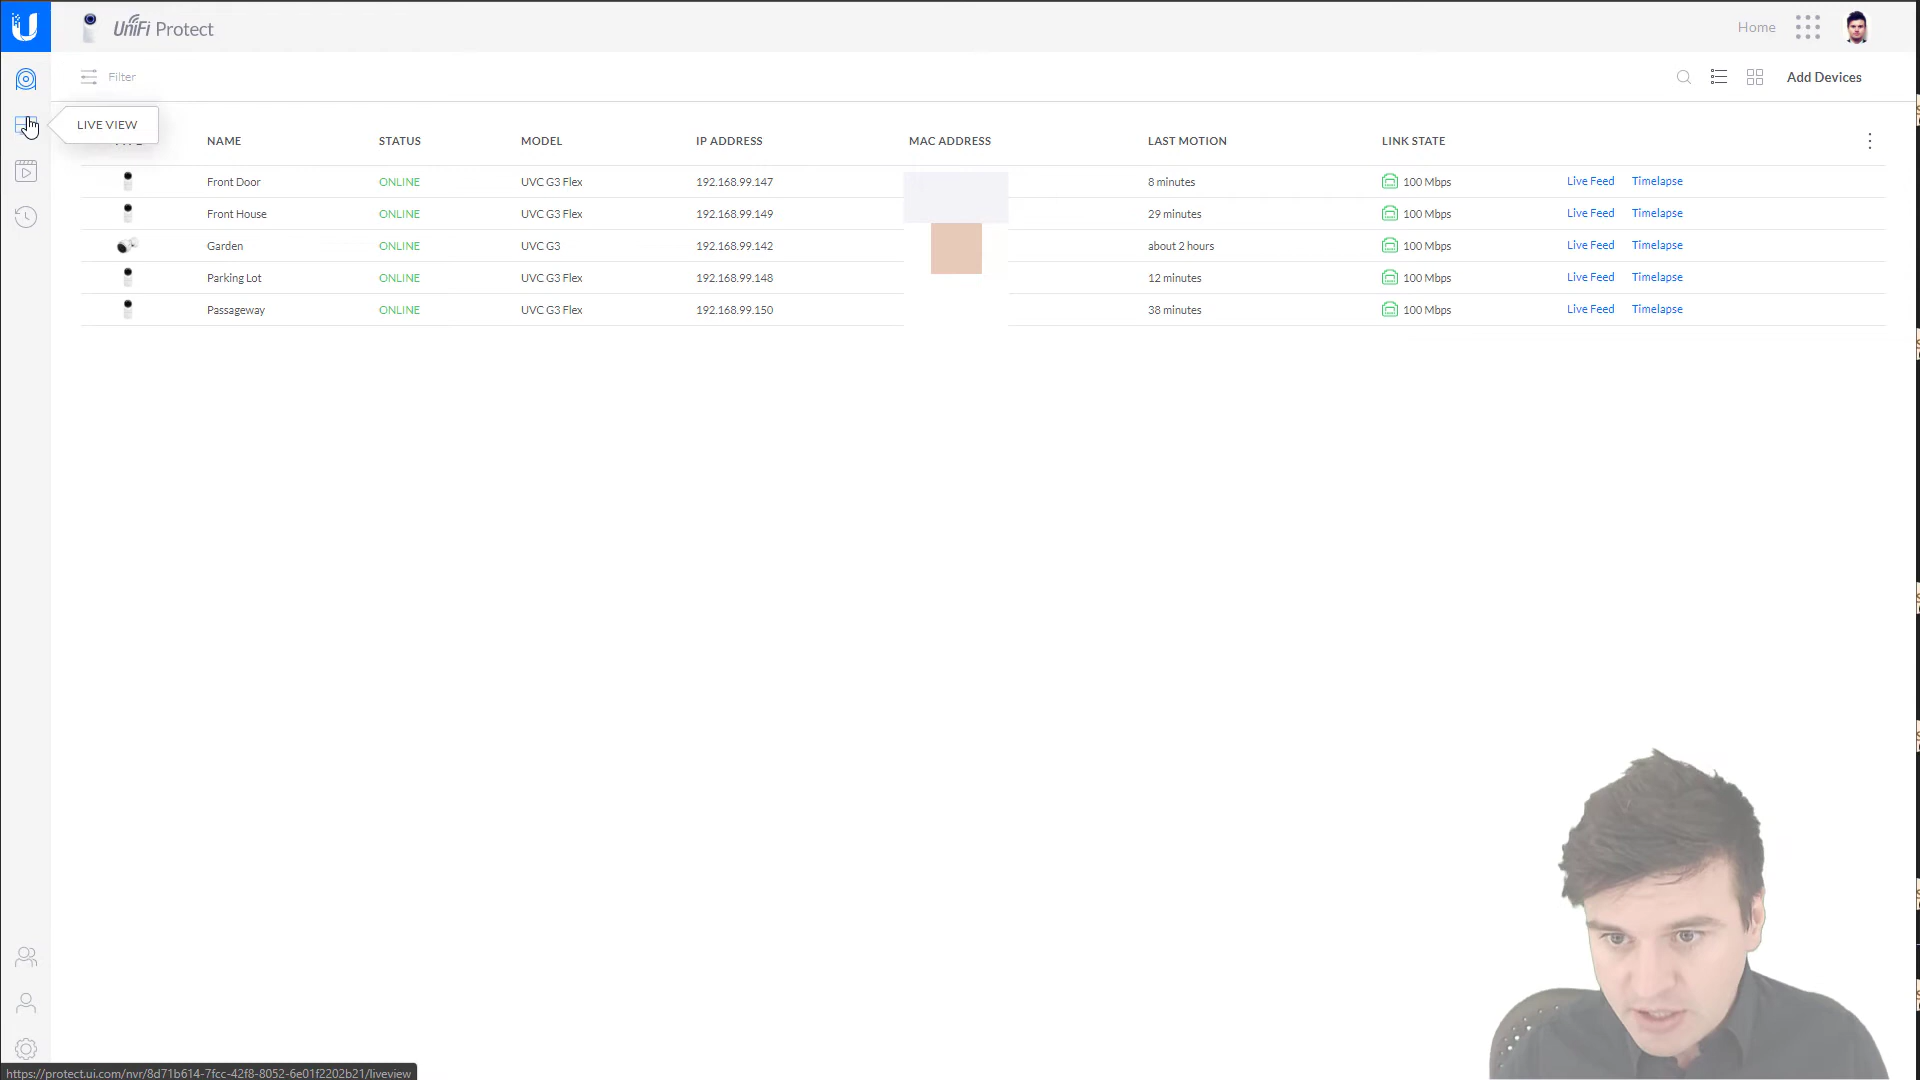 UniFi Protect
Home
Filter
Add Devices
LIVE VIEW
NAME STATUS MODEL IP ADDRESS MAC ADDRESS LAST MOTION LINK STATE
Front Door ONLINE UVC G3 Flex 192.168.99.147 8 minutes 100 Mbps Live Feed Timelapse
Front House ONLINE UVC G3 Flex 192.168.99.149 29 minutes 100 Mbps Live Feed Timelapse
Garden ONLINE UVC G3 192.168.99.142 about 2 hours 100 Mbps Live Feed Timelapse
Parking Lot ONLINE UVC G3 Flex 192.168.99.148 12 minutes 100 Mbps Live Feed Timelapse
Passageway ONLINE UVC G3 Flex 192.168.99.150 38 minutes 100 Mbps Live Feed Timelapse
https://protect.ui.com/nvr/8d71b614-7fcc-42f8-8052-6e01f2202b21/liveview